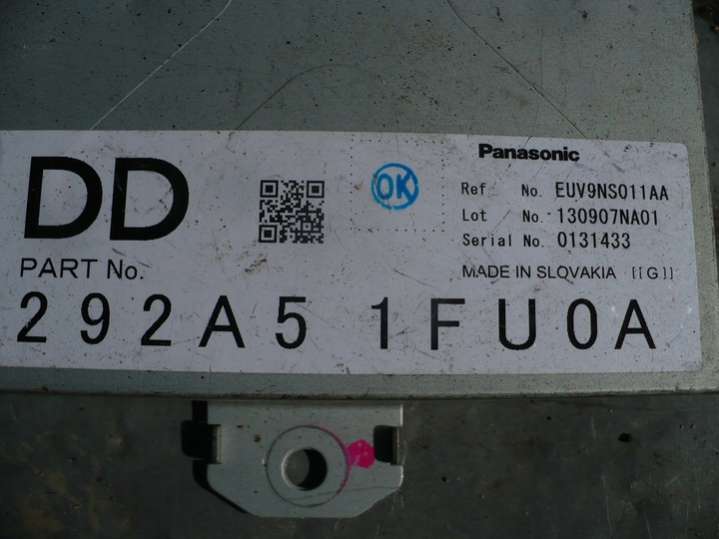 DD
OK
Panasonic
Ref No. EUV9NS011AA
Lot No. 130907NA01
Serial No. 0131433
PART No.
MADE IN SLOVAKIA [[G]]
292A5 1FU0A